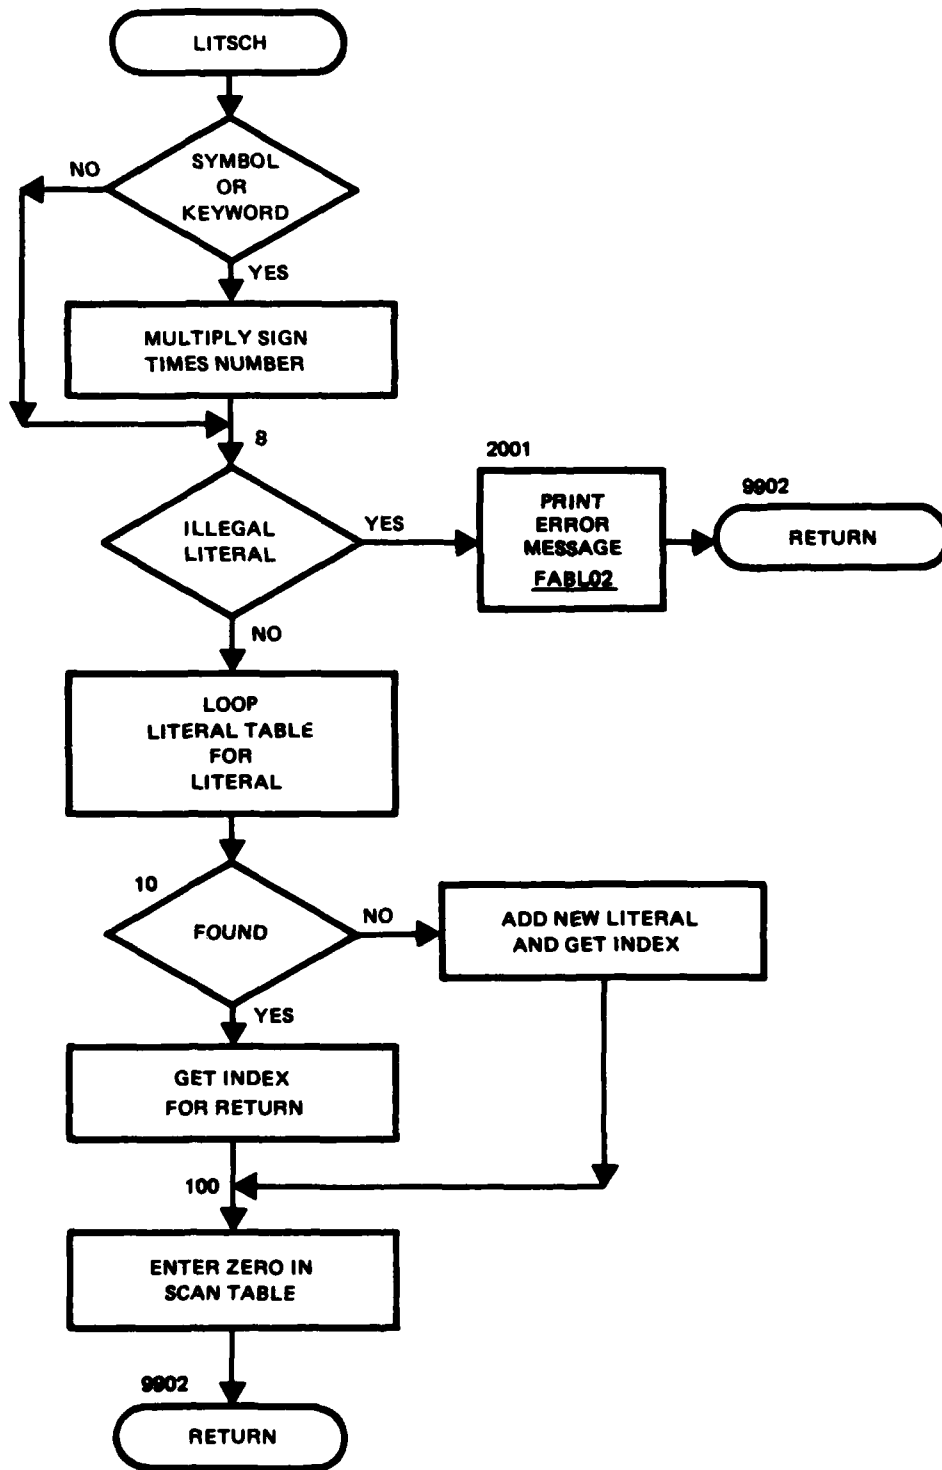 LITSCH
NO
SYMBOL
OR
KEYWORD
YES
MULTIPLY SIGN
TIMES NUMBER
8
2001
ILLEGAL
LITERAL
YES
PRINT
ERROR
MESSAGE
FABL02
9902
RETURN
NO
LOOP
LITERAL TABLE
FOR
LITERAL
10
FOUND
NO
ADD NEW LITERAL
AND GET INDEX
YES
GET INDEX
FOR RETURN
100
ENTER ZERO IN
SCAN TABLE
9902
RETURN